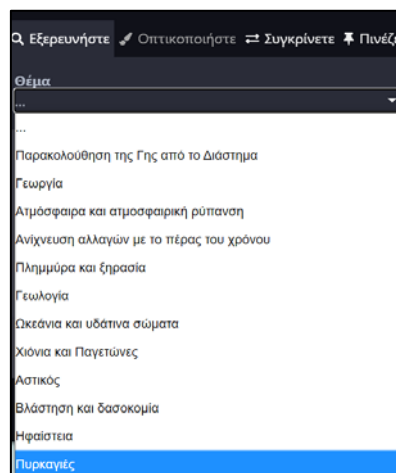 Εξερευνήστε Οπτικοποιήστε Συγκρίνετε
Θέμα
...
...
Παρακολούθηση της Γης από το Διάστημα
Γεωργία
Ατμόσφαιρα και ατμοσφαιρική ρύπανση
Ανίχνευση αλλαγών με το πέρας του χρόνου
Πλημμύρα και ξηρασία
Γεωλογία
Ωκεάνια και υδάτινα σώματα
Χιόνια και Παγετώνες
Αστικός
Βλάστηση και δασοκομία
Ηφαίστεια
Πυρκαγιές